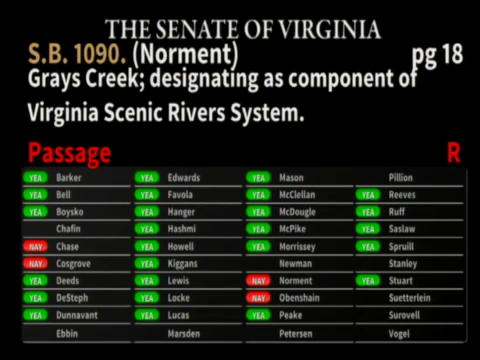 THE SENATE OF VIRGINIA
S.B. 1090. (Norment) pg 18
Grays Creek; designating as component of
Virginia Scenic Rivers System.
Passage R
YEA Barker YEA Edwards YEA Mason Pillion
YEA Bell YEA Favola YEA McClellan YEA Reeves
YEA Boysko YEA Hanger YEA McDougle YEA Ruff
Chafin YEA Hashmi YEA McPike YEA Saslaw
NAY Chase YEA Howell YEA Morrissey YEA Spruill
NAY Cosgrove YEA Kiggans Newman Stanley
YEA Deeds YEA Lewis NAY Norment YEA Stuart
YEA DeSteph YEA Locke NAY Obenshain Suetterlein
YEA Dunnavant YEA Lucas YEA Peake Surovell
Ebbin Marsden Petersen Vogel